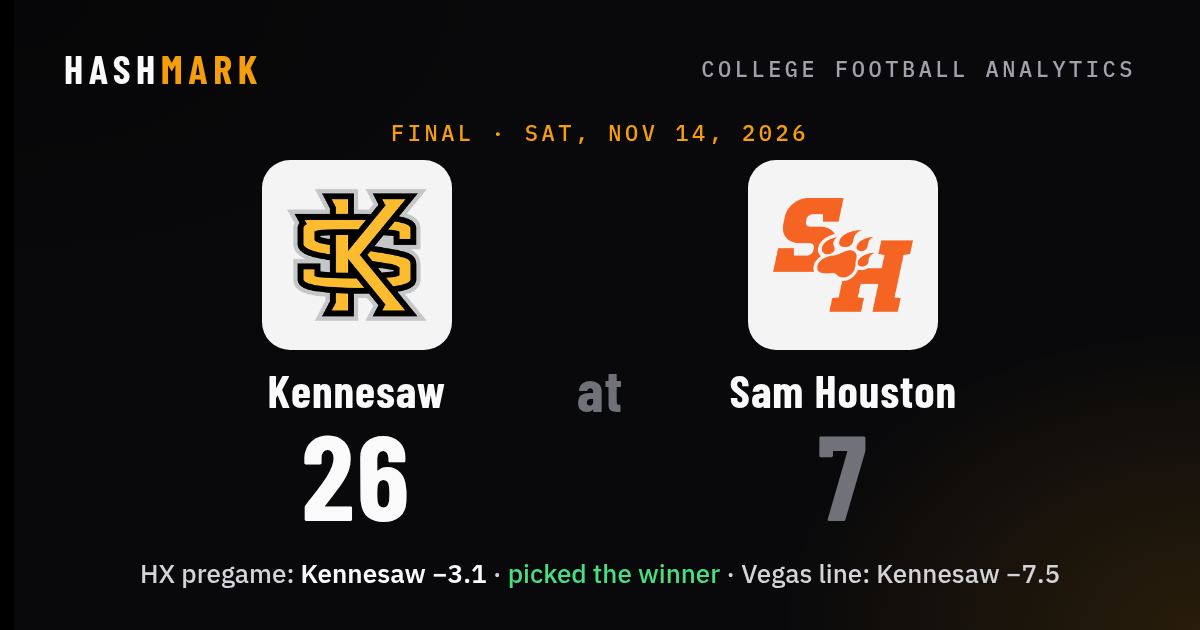 HASHMARK
COLLEGE FOOTBALL ANALYTICS
FINAL · SAT, NOV 14, 2026
KS
SH
Kennesaw at Sam Houston
26 7
HX pregame: Kennesaw −3.1 · picked the winner · Vegas line: Kennesaw −7.5